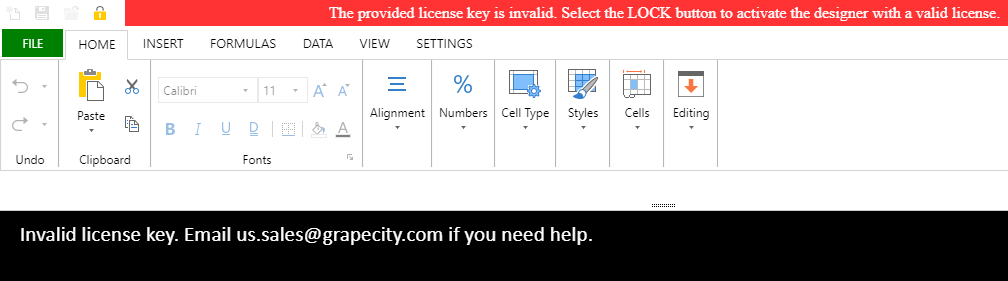 The provided license key is invalid. Select the LOCK button to activate the designer with a valid license.
FILE HOME INSERT FORMULAS DATA VIEW SETTINGS
Calibri 11 A A
Paste Alignment Numbers Cell Type Styles Cells Editing
B I U D A
Undo Clipboard Fonts
Invalid license key. Email us.sales@grapecity.com if you need help.